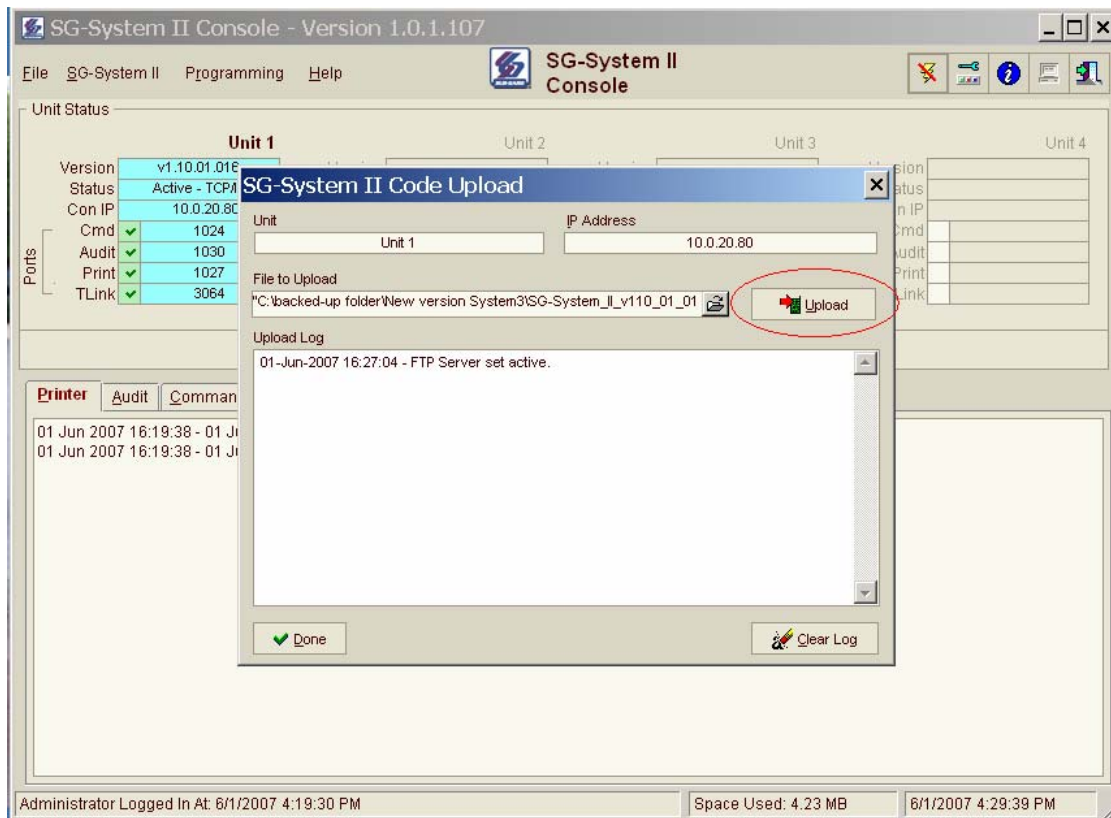 SG-System II Console - Version 1.0.1.107
File SG-System II Programming Help
SG-System II
Console
Unit Status
Unit 1 Unit 2 Unit 3 Unit 4
Version v1.10.01.016
Status Active - TCP/I
Con IP 10.0.20.80
Ports
Cmd 1024
Audit 1030
Print 1027
TLink 3064
SG-System II Code Upload
Unit IP Address
Unit 1 10.0.20.80
File to Upload
"C:\backed-up folder\New version System3\SG-System_II_v110_01_01
Upload
Upload Log
01-Jun-2007 16:27:04 - FTP Server set active.
Done Clear Log
Printer Audit Comman
01 Jun 2007 16:19:38 - 01 Ju
01 Jun 2007 16:19:38 - 01 Ju
Administrator Logged In At: 6/1/2007 4:19:30 PM Space Used: 4.23 MB 6/1/2007 4:29:39 PM